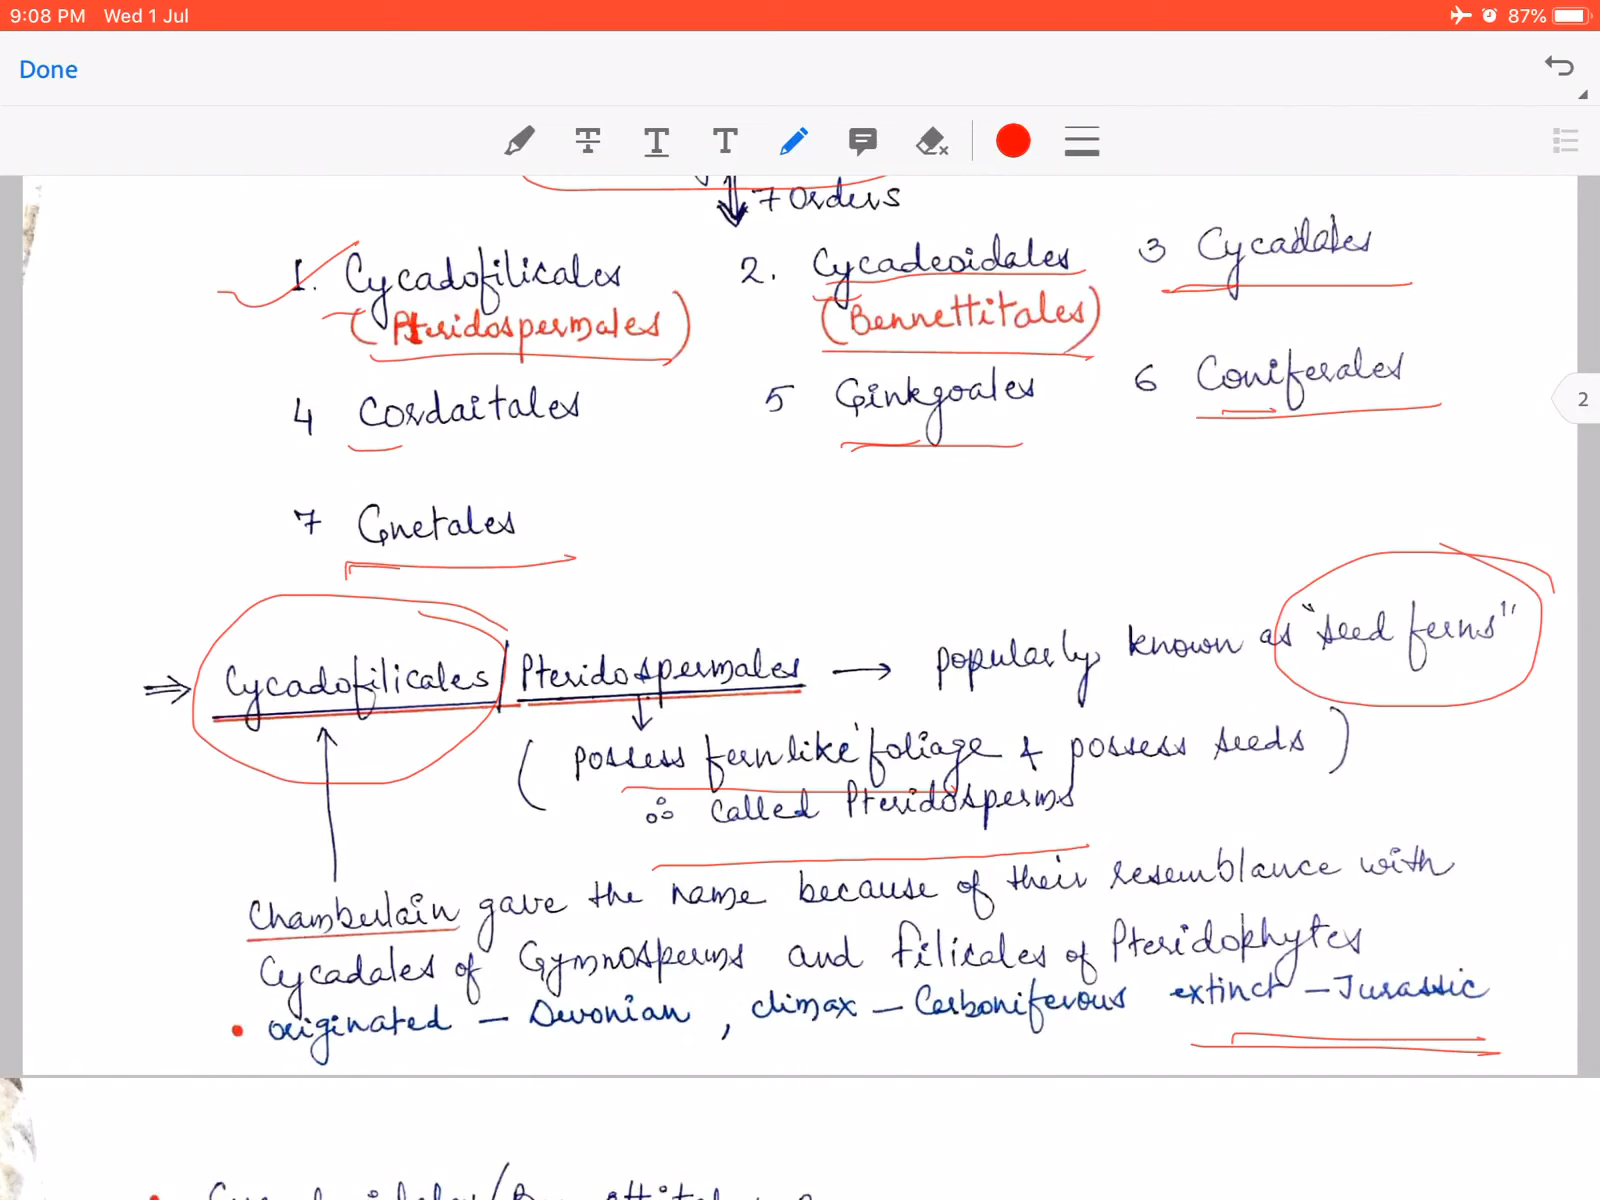 9:08 PM Wed 1 Jul 87%
Done
7 Orders
1. Cycadofilicales 2. Cycadeoidales 3 Cycadales
(Pteridospermales) (Bennettitales)
4 Cordaitales 5 Ginkgoales 6 Coniferales
2
7 Gnetales
⇒ Cycadofilicales / Pteridospermales → popularly known as "seed ferns"
(possess fernlike foliage & possess seeds)
∴ called Pteridosperms
Chamberlain gave the name because of their resemblance with
Cycadales of Gymnosperms and Filicales of Pteridophytes
• originated – Devonian, climax – Carboniferous extinct – Jurassic